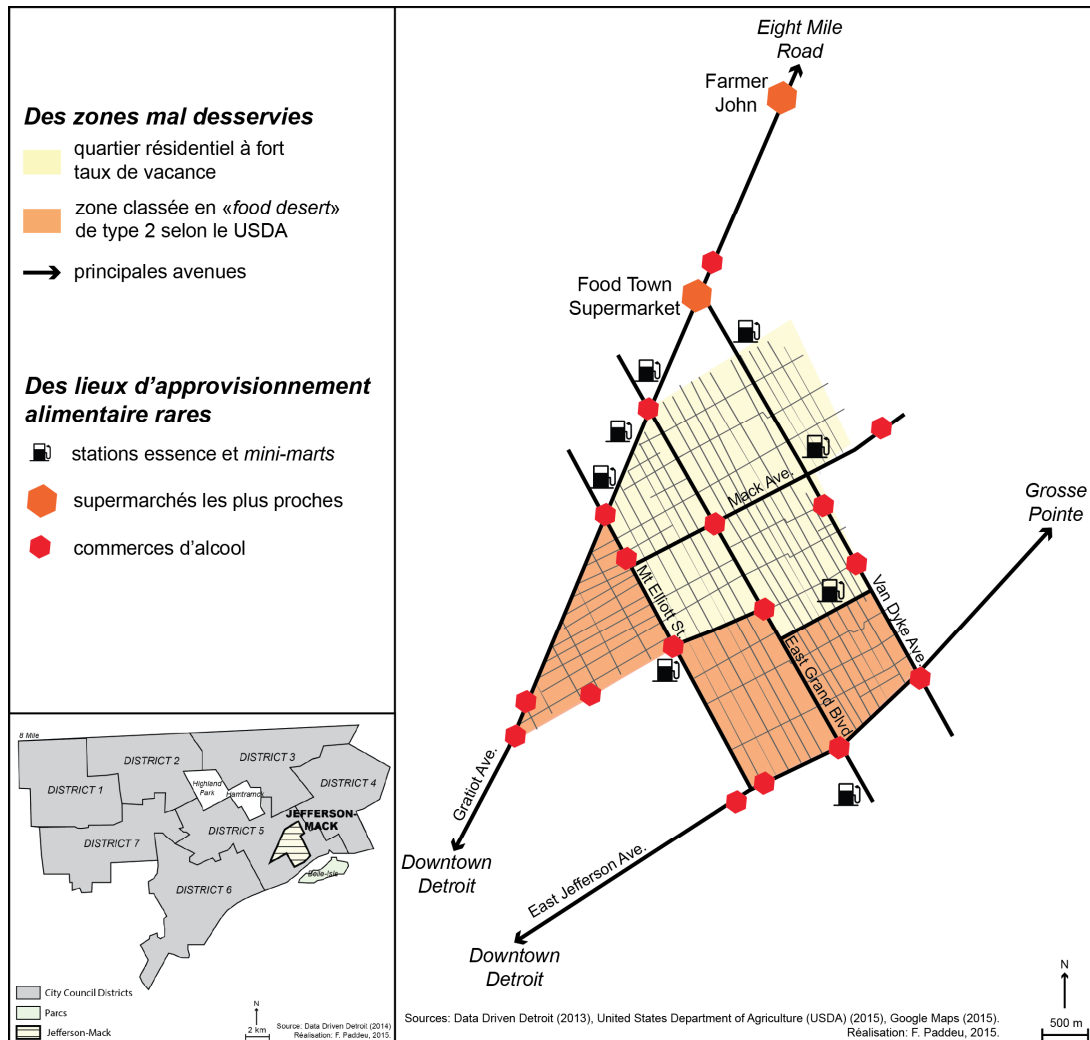 Des zones mal desservies
quartier résidentiel à fort
taux de vacance
zone classée en «food desert»
de type 2 selon le USDA
principales avenues
Des lieux d'approvisionnement
alimentaire rares
stations essence et mini-marts
supermarchés les plus proches
commerces d'alcool
Eight Mile
Road
Farmer
John
Food Town
Supermarket
Mack Ave.
Grosse
Pointe
Mt Elliott St.
Van Dyke Ave.
East Grand Blvd
Gratiot Ave.
Downtown
Detroit
East Jefferson Ave.
Downtown
Detroit
N
500 m
Sources: Data Driven Detroit (2013), United States Department of Agriculture (USDA) (2015), Google Maps (2015).
Réalisation: F. Paddeu, 2015.
8 Mile
DISTRICT 1
DISTRICT 2
DISTRICT 3
DISTRICT 4
Highland
Park
Hamtramck
JEFFERSON-
MACK
DISTRICT 5
DISTRICT 7
DISTRICT 6
Belle-Isle
City Council Districts
Parcs
Jefferson-Mack
N
2 km
Source: Data Driven Detroit (2014)
Réalisation: F. Paddeu, 2015.